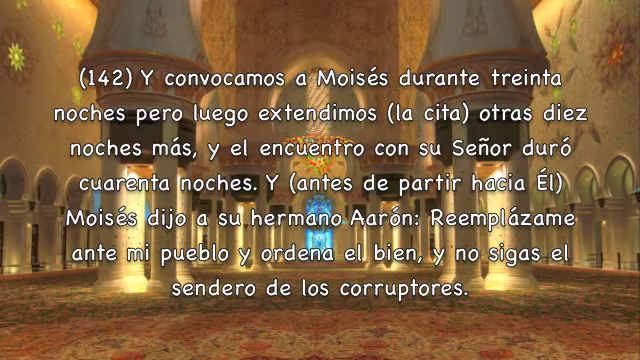 (142) Y convocamos a Moisés durante treinta
noches pero luego extendimos (la cita) otras diez
noches más, y el encuentro con su Señor duró
cuarenta noches. Y (antes de partir hacia Él)
Moisés dijo a su hermano Aarón: Reemplázame
ante mi pueblo y ordena el bien, y no sigas el
sendero de los corruptores.